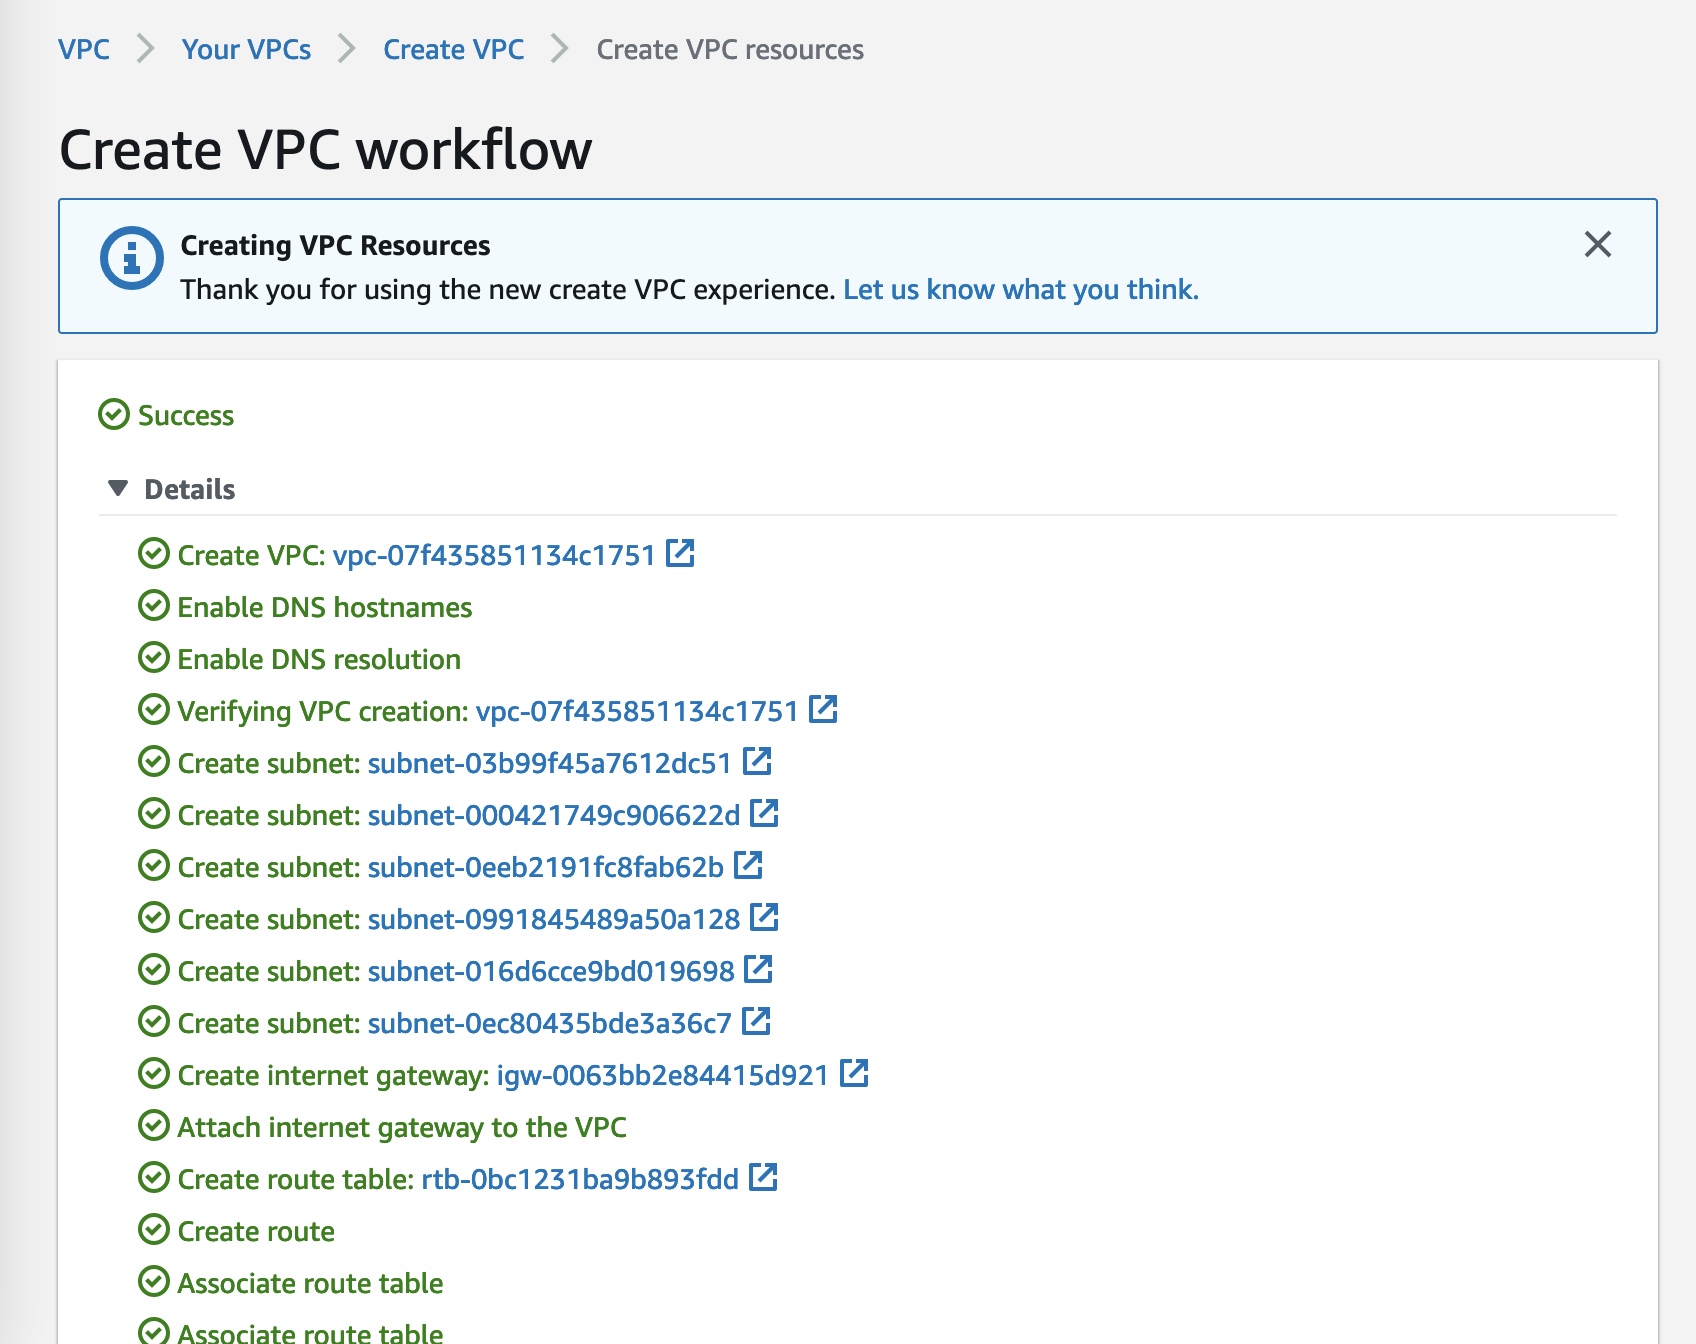 VPC > Your VPCs > Create VPC > Create VPC resources
Create VPC workflow
Creating VPC Resources
Thank you for using the new create VPC experience. Let us know what you think.
Success
Details
Create VPC: vpc-07f435851134c1751
Enable DNS hostnames
Enable DNS resolution
Verifying VPC creation: vpc-07f435851134c1751
Create subnet: subnet-03b99f45a7612dc51
Create subnet: subnet-000421749c906622d
Create subnet: subnet-0eeb2191fc8fab62b
Create subnet: subnet-0991845489a50a128
Create subnet: subnet-016d6cce9bd019698
Create subnet: subnet-0ec80435bde3a36c7
Create internet gateway: igw-0063bb2e84415d921
Attach internet gateway to the VPC
Create route table: rtb-0bc1231ba9b893fdd
Create route
Associate route table
Associate route table